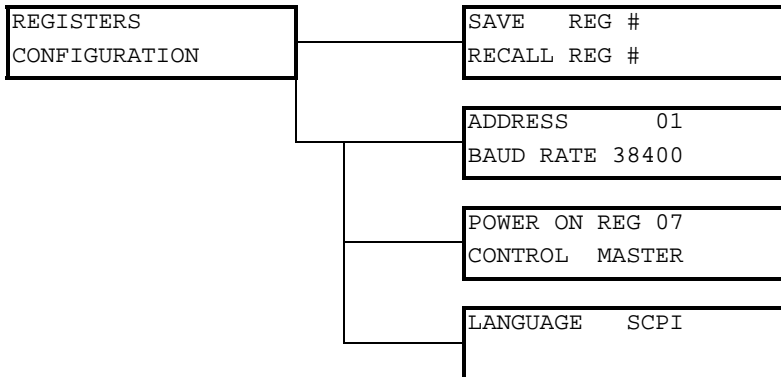 REGISTERS
CONFIGURATION
SAVE REG #
RECALL REG #
ADDRESS 01
BAUD RATE 38400
POWER ON REG 07
CONTROL MASTER
LANGUAGE SCPI